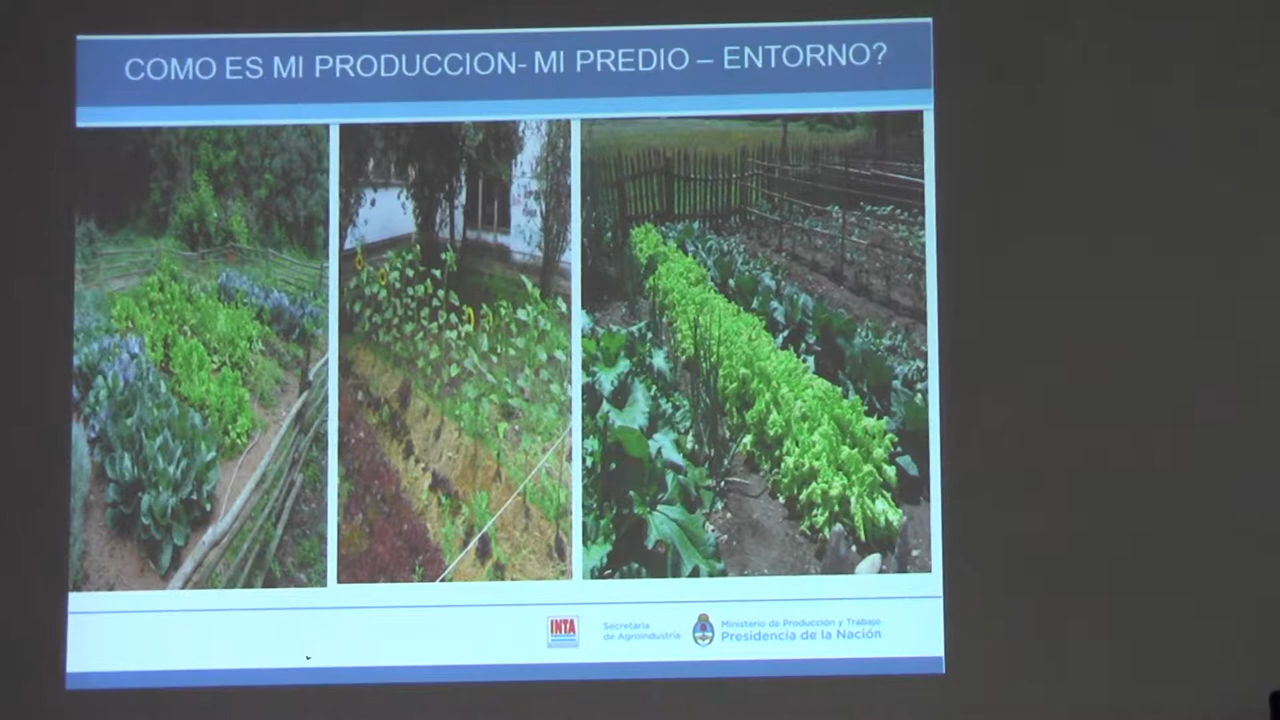 COMO ES MI PRODUCCION- MI PREDIO – ENTORNO?
INTA
Secretaría
de Agroindustria
Ministerio de Producción y Trabajo
Presidencia de la Nación